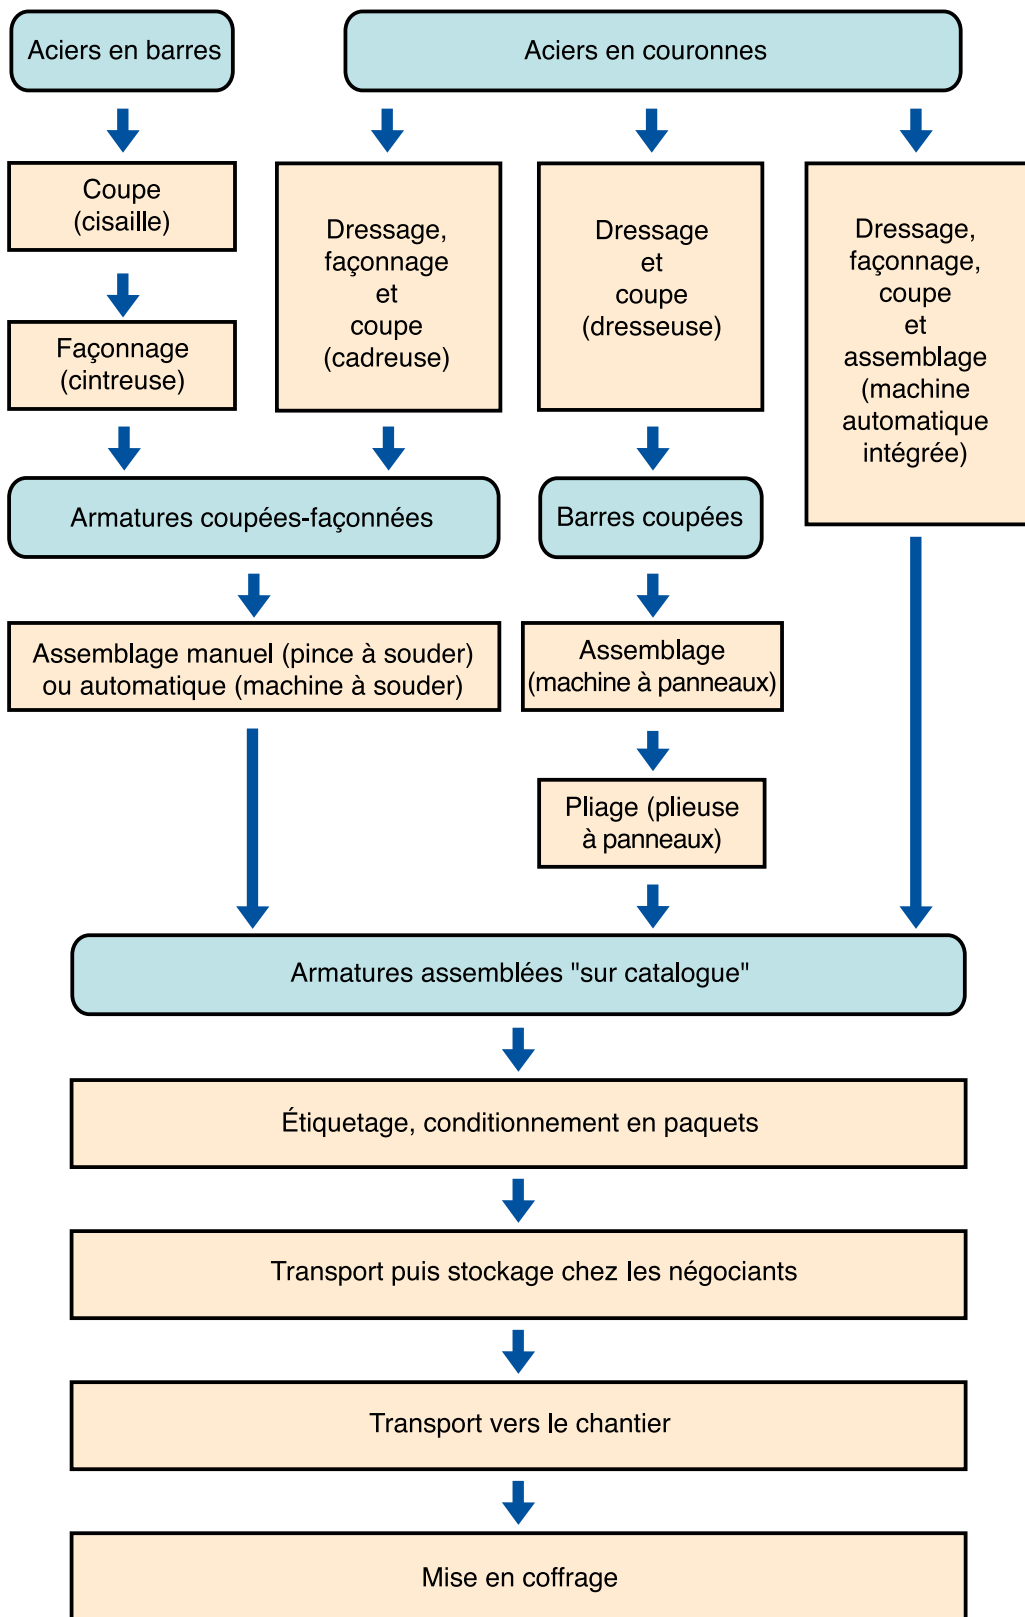 Aciers en barres
Aciers en couronnes
Coupe
(cisaille)
Façonnage
(cintreuse)
Dressage,
façonnage
et
coupe
(cadreuse)
Dressage
et
coupe
(dresseuse)
Dressage,
façonnage,
coupe
et
assemblage
(machine
automatique
intégrée)
Armatures coupées-façonnées
Barres coupées
Assemblage manuel (pince à souder)
ou automatique (machine à souder)
Assemblage
(machine à panneaux)
Pliage (plieuse
à panneaux)
Armatures assemblées "sur catalogue"
Étiquetage, conditionnement en paquets
Transport puis stockage chez les négociants
Transport vers le chantier
Mise en coffrage